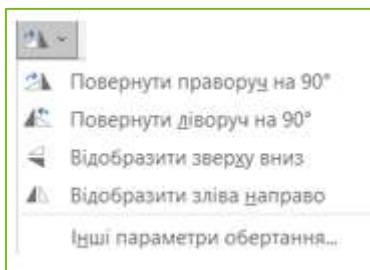 Повернути праворуч на 90°
Повернути ліворуч на 90°
Відобразити зверху вниз
Відобразити зліва направо
Інші параметри обертання...